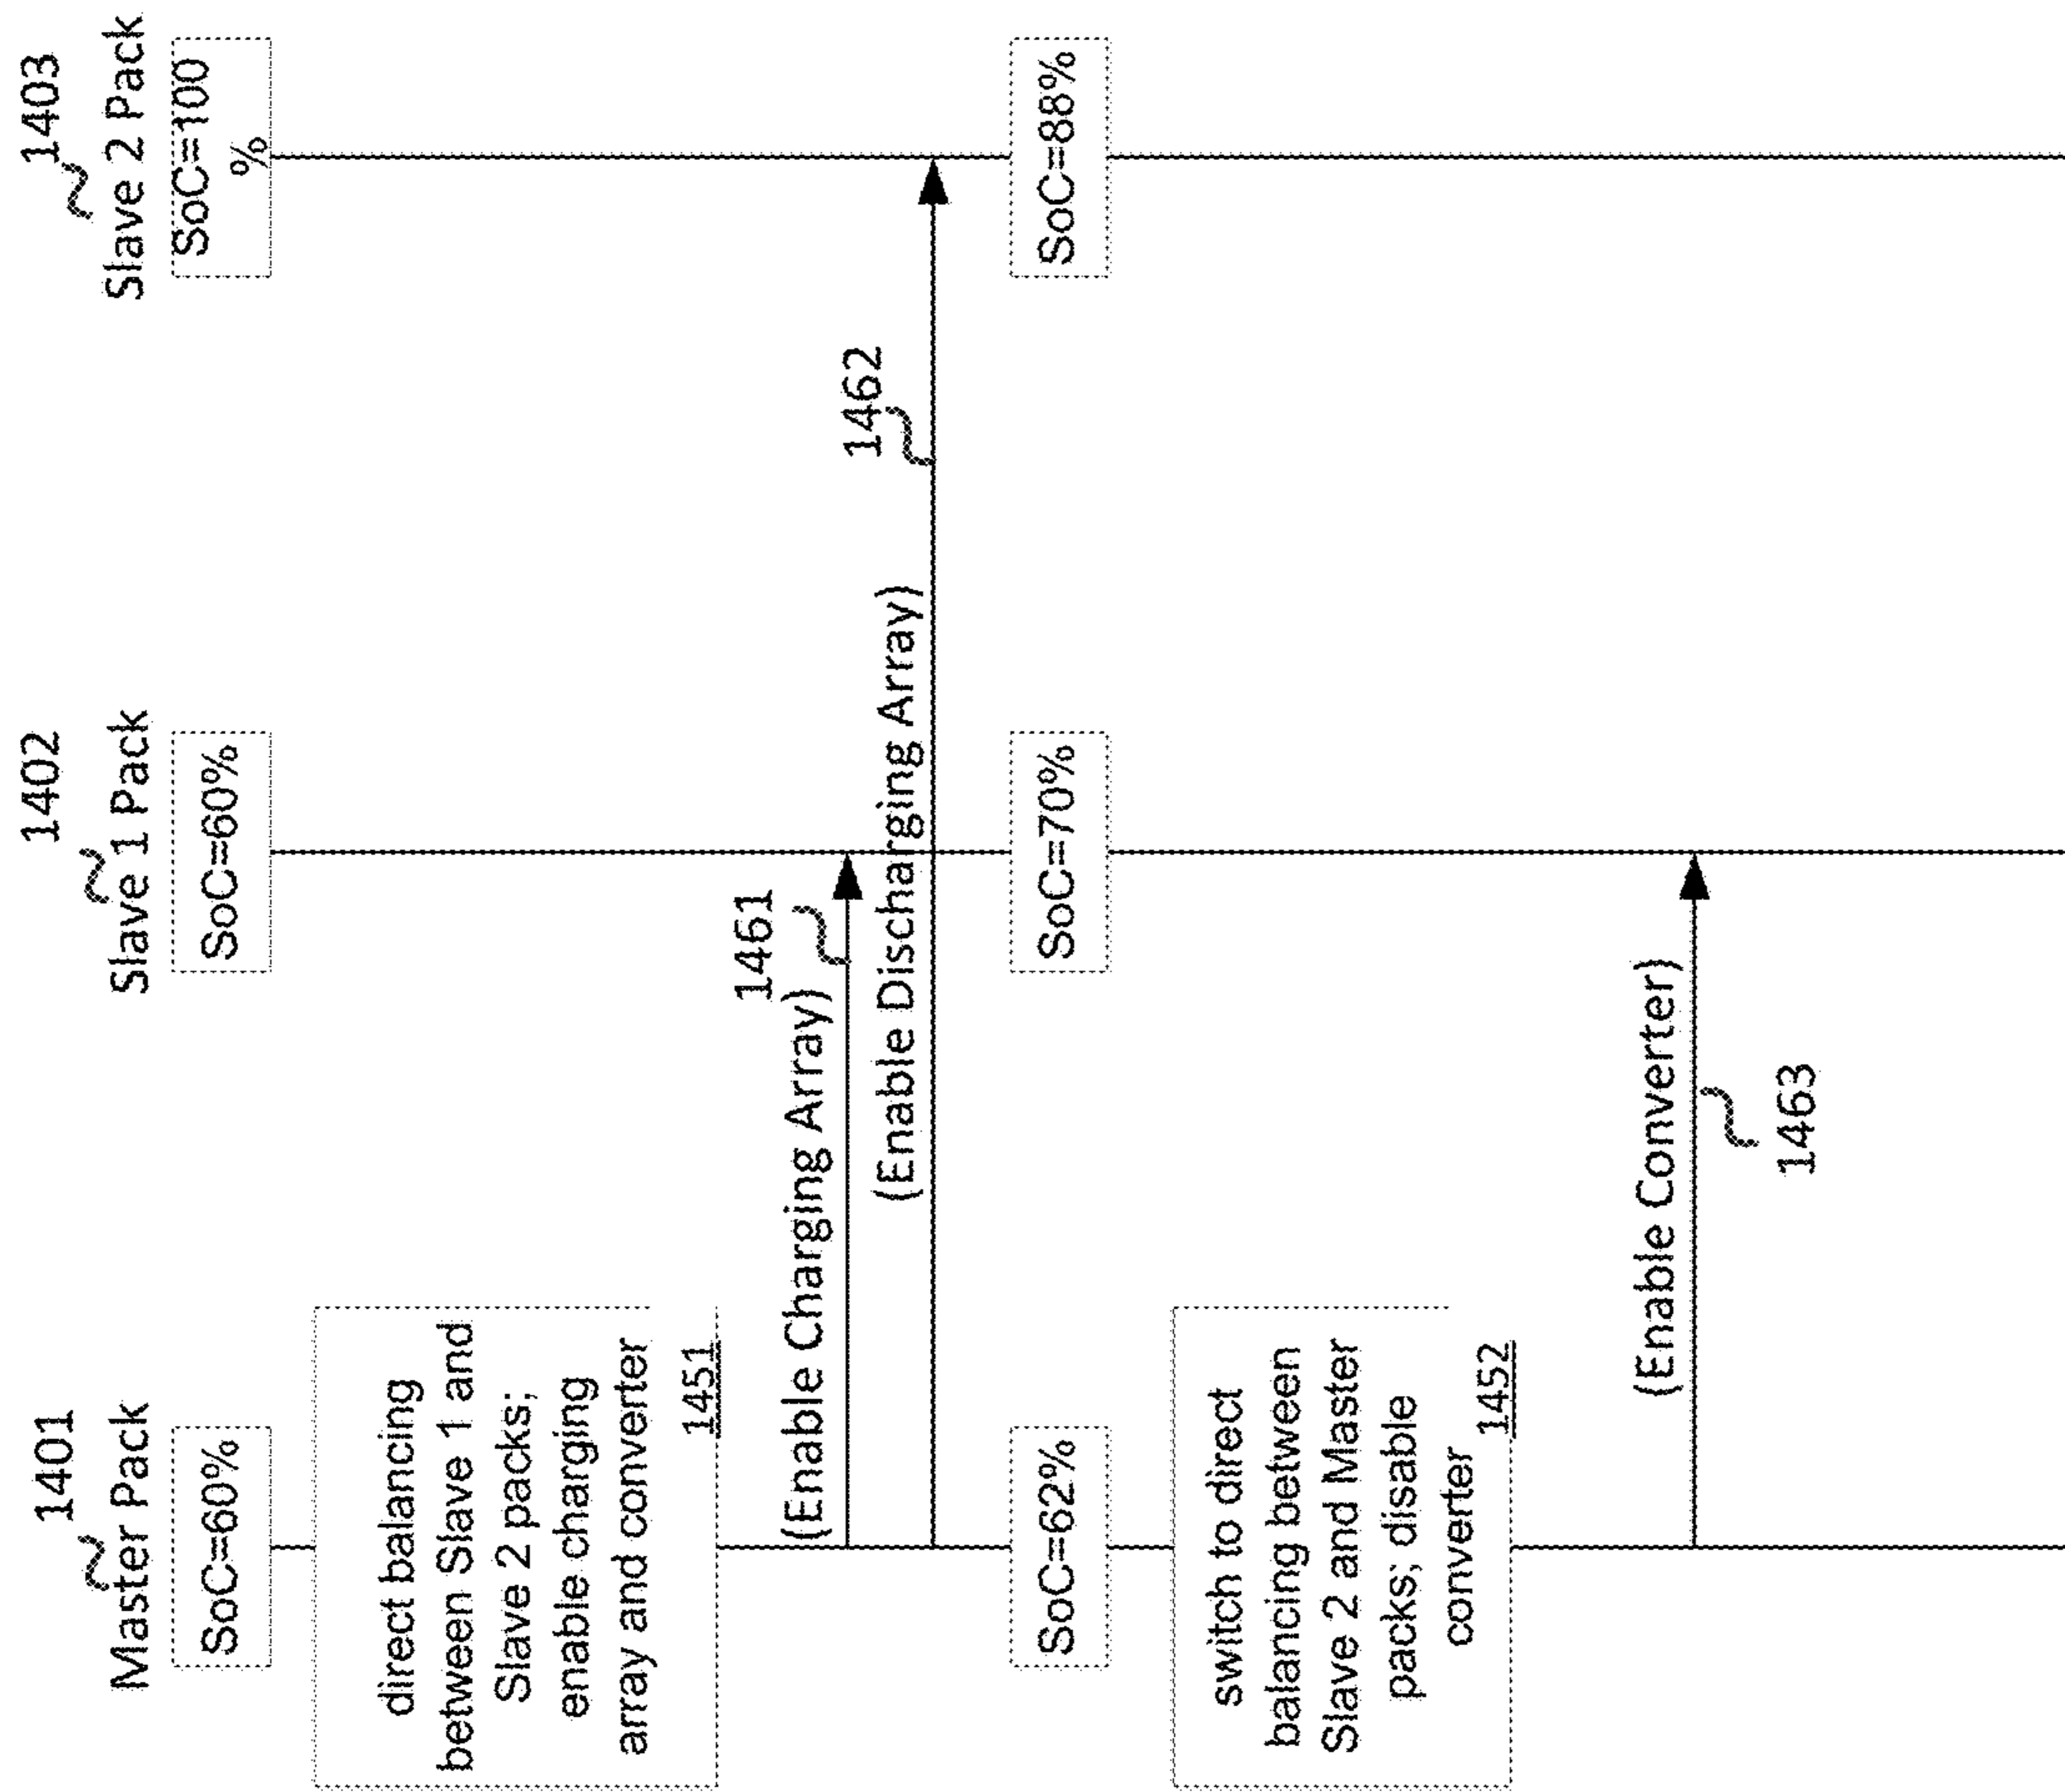 1401
Master Pack
1402
Slave 1 Pack
1403
Slave 2 Pack
SoC=60%
SoC=60%
SoC=100
%
direct balancing
between Slave 1 and
Slave 2 packs;
enable charging
array and converter
1451
(Enable Charging Array)
1461
(Enable Discharging Array)
1462
SoC=62%
SoC=70%
SoC=88%
switch to direct
balancing between
Slave 2 and Master
packs; disable
converter
1452
(Enable Converter)
1463